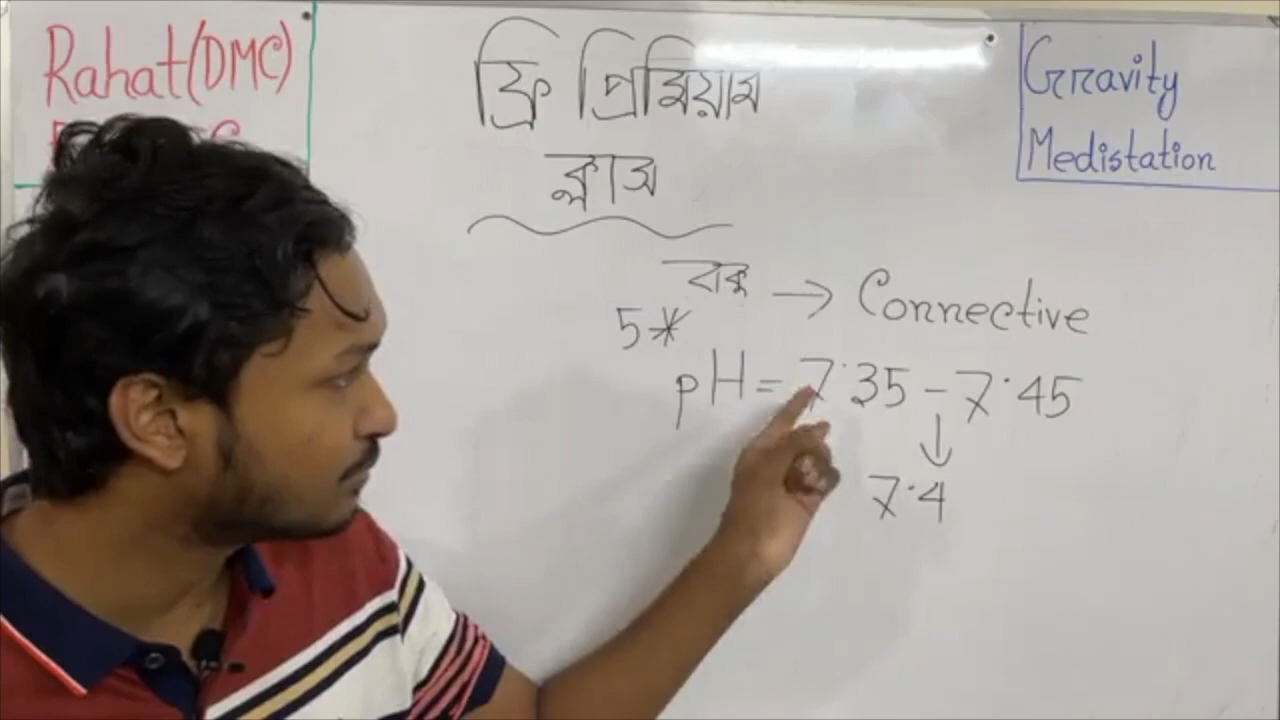 Rahat(DMC)
ফ্রি প্রিমিয়াম
ক্লাস
Gravity
Medistation
রক্ত → Connective
5*
pH = 7.35 - 7.45
↓
7.4